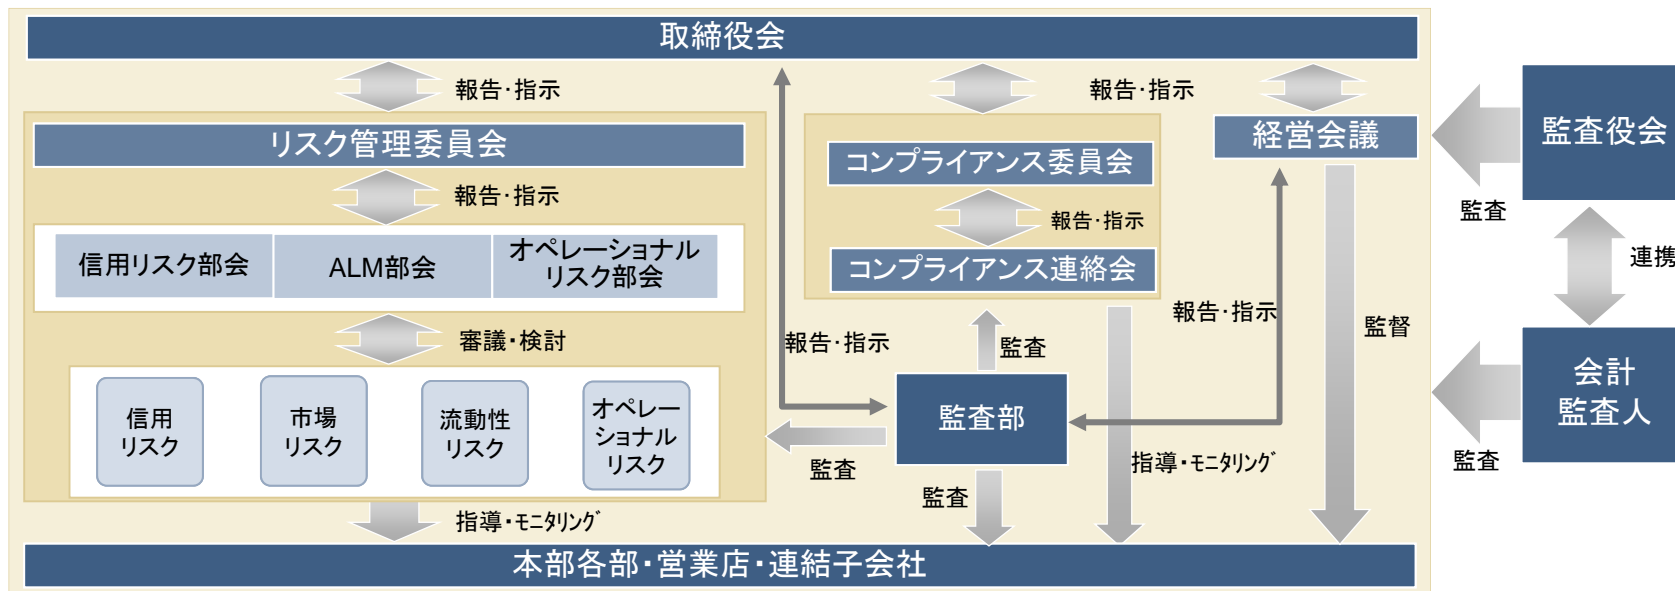 取締役会
報告・指示
報告・指示
リスク管理委員会
経営会議
監査役会
コンプライアンス委員会
報告・指示
監査
報告・指示
信用リスク部会
ALM部会
オペレーショナル
リスク部会
コンプライアンス連絡会
連携
報告・指示
監督
審議・検討
報告・指示
監査
信用
リスク
市場
リスク
流動性
リスク
オペレー
ショナル
リスク
監査部
会計
監査人
監査
指導・モニタリング
監査
監査
指導・モニタリング
本部各部・営業店・連結子会社